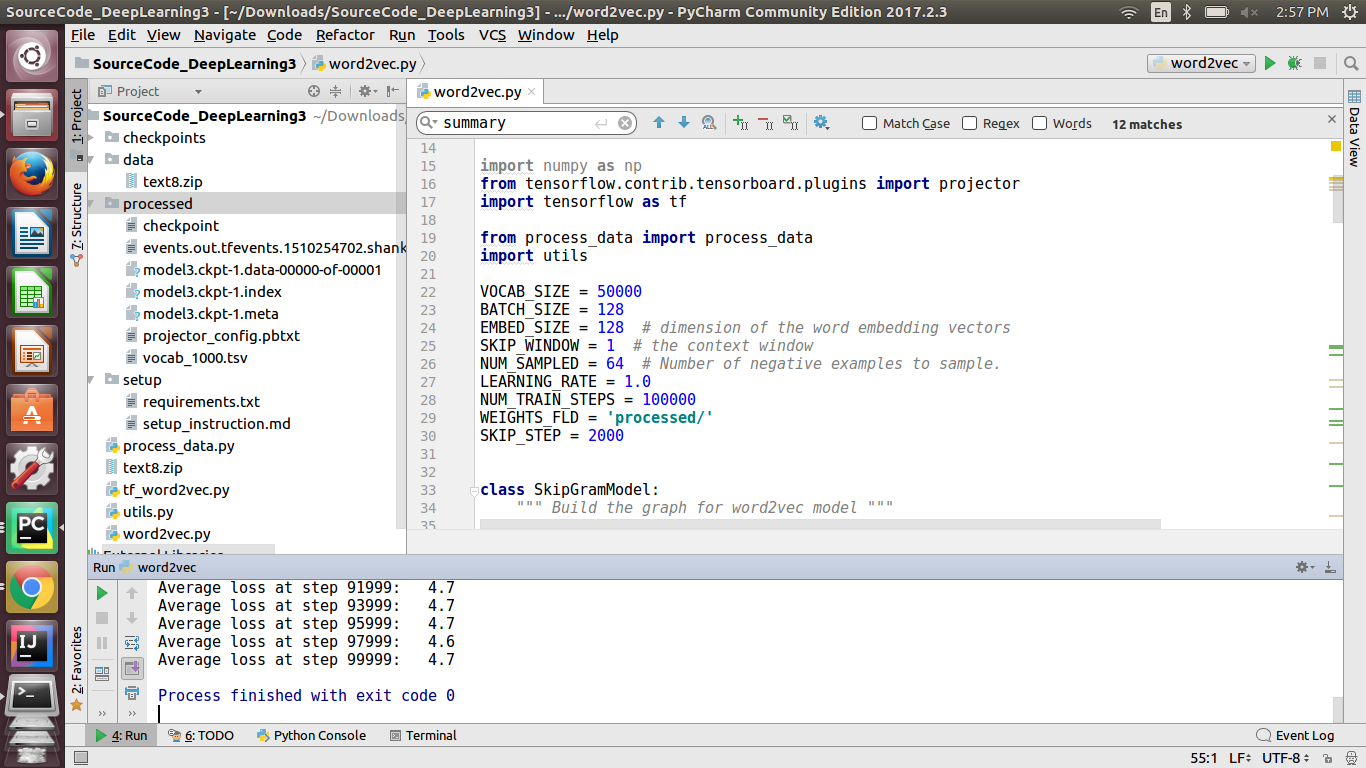 SourceCode_DeepLearning3 - [~/Downloads/SourceCode_DeepLearning3] - .../word2vec.py - PyCharm Community Edition 2017.2.3
En
2:57 PM
File Edit View Navigate Code Refactor Run Tools VCS Window Help
SourceCode_DeepLearning3
word2vec.py
word2vec
1: Project
7: Structure
2: Favorites
Project
SourceCode_DeepLearning3 ~/Downloads/
checkpoints
data
text8.zip
processed
checkpoint
events.out.tfevents.1510254702.shank
model3.ckpt-1.data-00000-of-00001
model3.ckpt-1.index
model3.ckpt-1.meta
projector_config.pbtxt
vocab_1000.tsv
setup
requirements.txt
setup_instruction.md
process_data.py
text8.zip
tf_word2vec.py
utils.py
word2vec.py
External Libraries
word2vec.py
summary
Match Case
Regex
Words
12 matches
Data View
14
15 import numpy as np
16 from tensorflow.contrib.tensorboard.plugins import projector
17 import tensorflow as tf
18
19 from process_data import process_data
20 import utils
21
22 VOCAB_SIZE = 50000
23 BATCH_SIZE = 128
24 EMBED_SIZE = 128  # dimension of the word embedding vectors
25 SKIP_WINDOW = 1  # the context window
26 NUM_SAMPLED = 64  # Number of negative examples to sample.
27 LEARNING_RATE = 1.0
28 NUM_TRAIN_STEPS = 100000
29 WEIGHTS_FLD = 'processed/'
30 SKIP_STEP = 2000
31
32
33 class SkipGramModel:
34     """ Build the graph for word2vec model """
35
Run word2vec
Average loss at step 91999:   4.7
Average loss at step 93999:   4.7
Average loss at step 95999:   4.7
Average loss at step 97999:   4.6
Average loss at step 99999:   4.7
Process finished with exit code 0
4: Run
6: TODO
Python Console
Terminal
Event Log
55:1 LF UTF-8